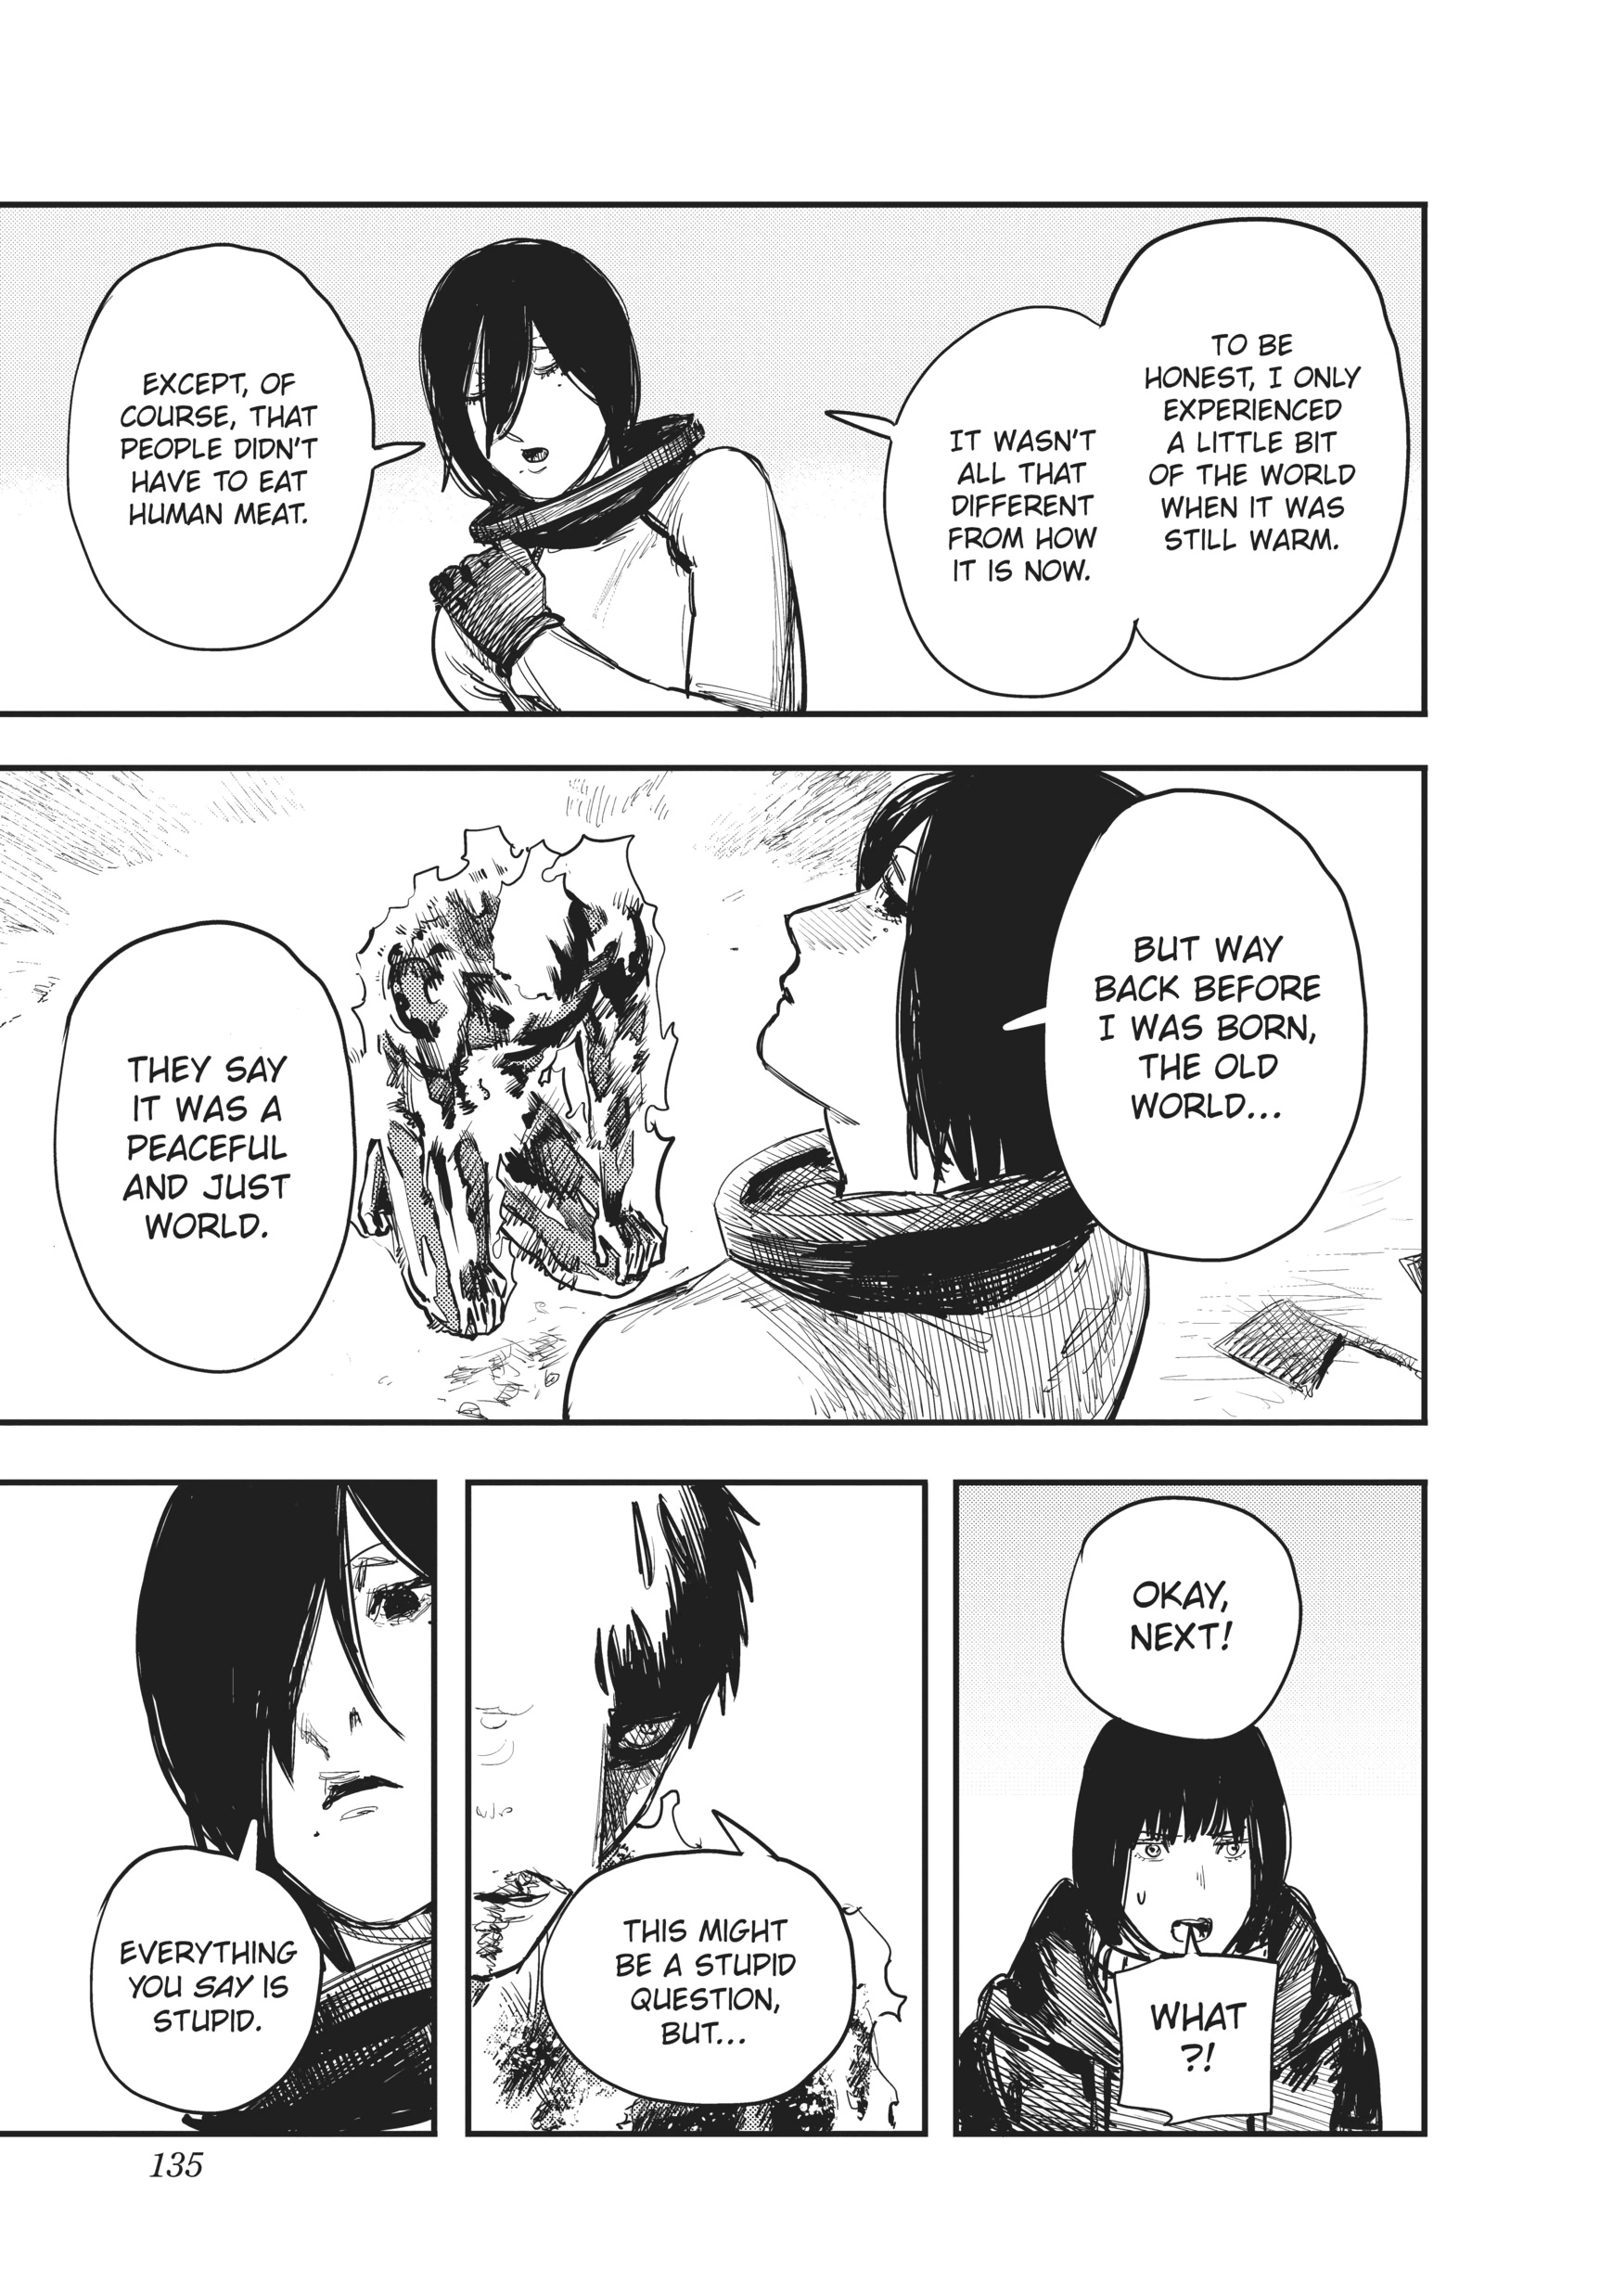 TO BE
HONEST, I ONLY
EXPERIENCED
A LITTLE BIT
OF THE WORLD
WHEN IT WAS
STILL WARM.
IT WASN'T
ALL THAT
DIFFERENT
FROM HOW
IT IS NOW.
EXCEPT, OF
COURSE, THAT
PEOPLE DIDN'T
HAVE TO EAT
HUMAN MEAT.
BUT WAY
BACK BEFORE
I WAS BORN,
THE OLD
WORLD...
THEY SAY
IT WAS A
PEACEFUL
AND JUST
WORLD.
OKAY,
NEXT!
WHAT
?!
THIS MIGHT
BE A STUPID
QUESTION,
BUT...
EVERYTHING
YOU SAY IS
STUPID.
135